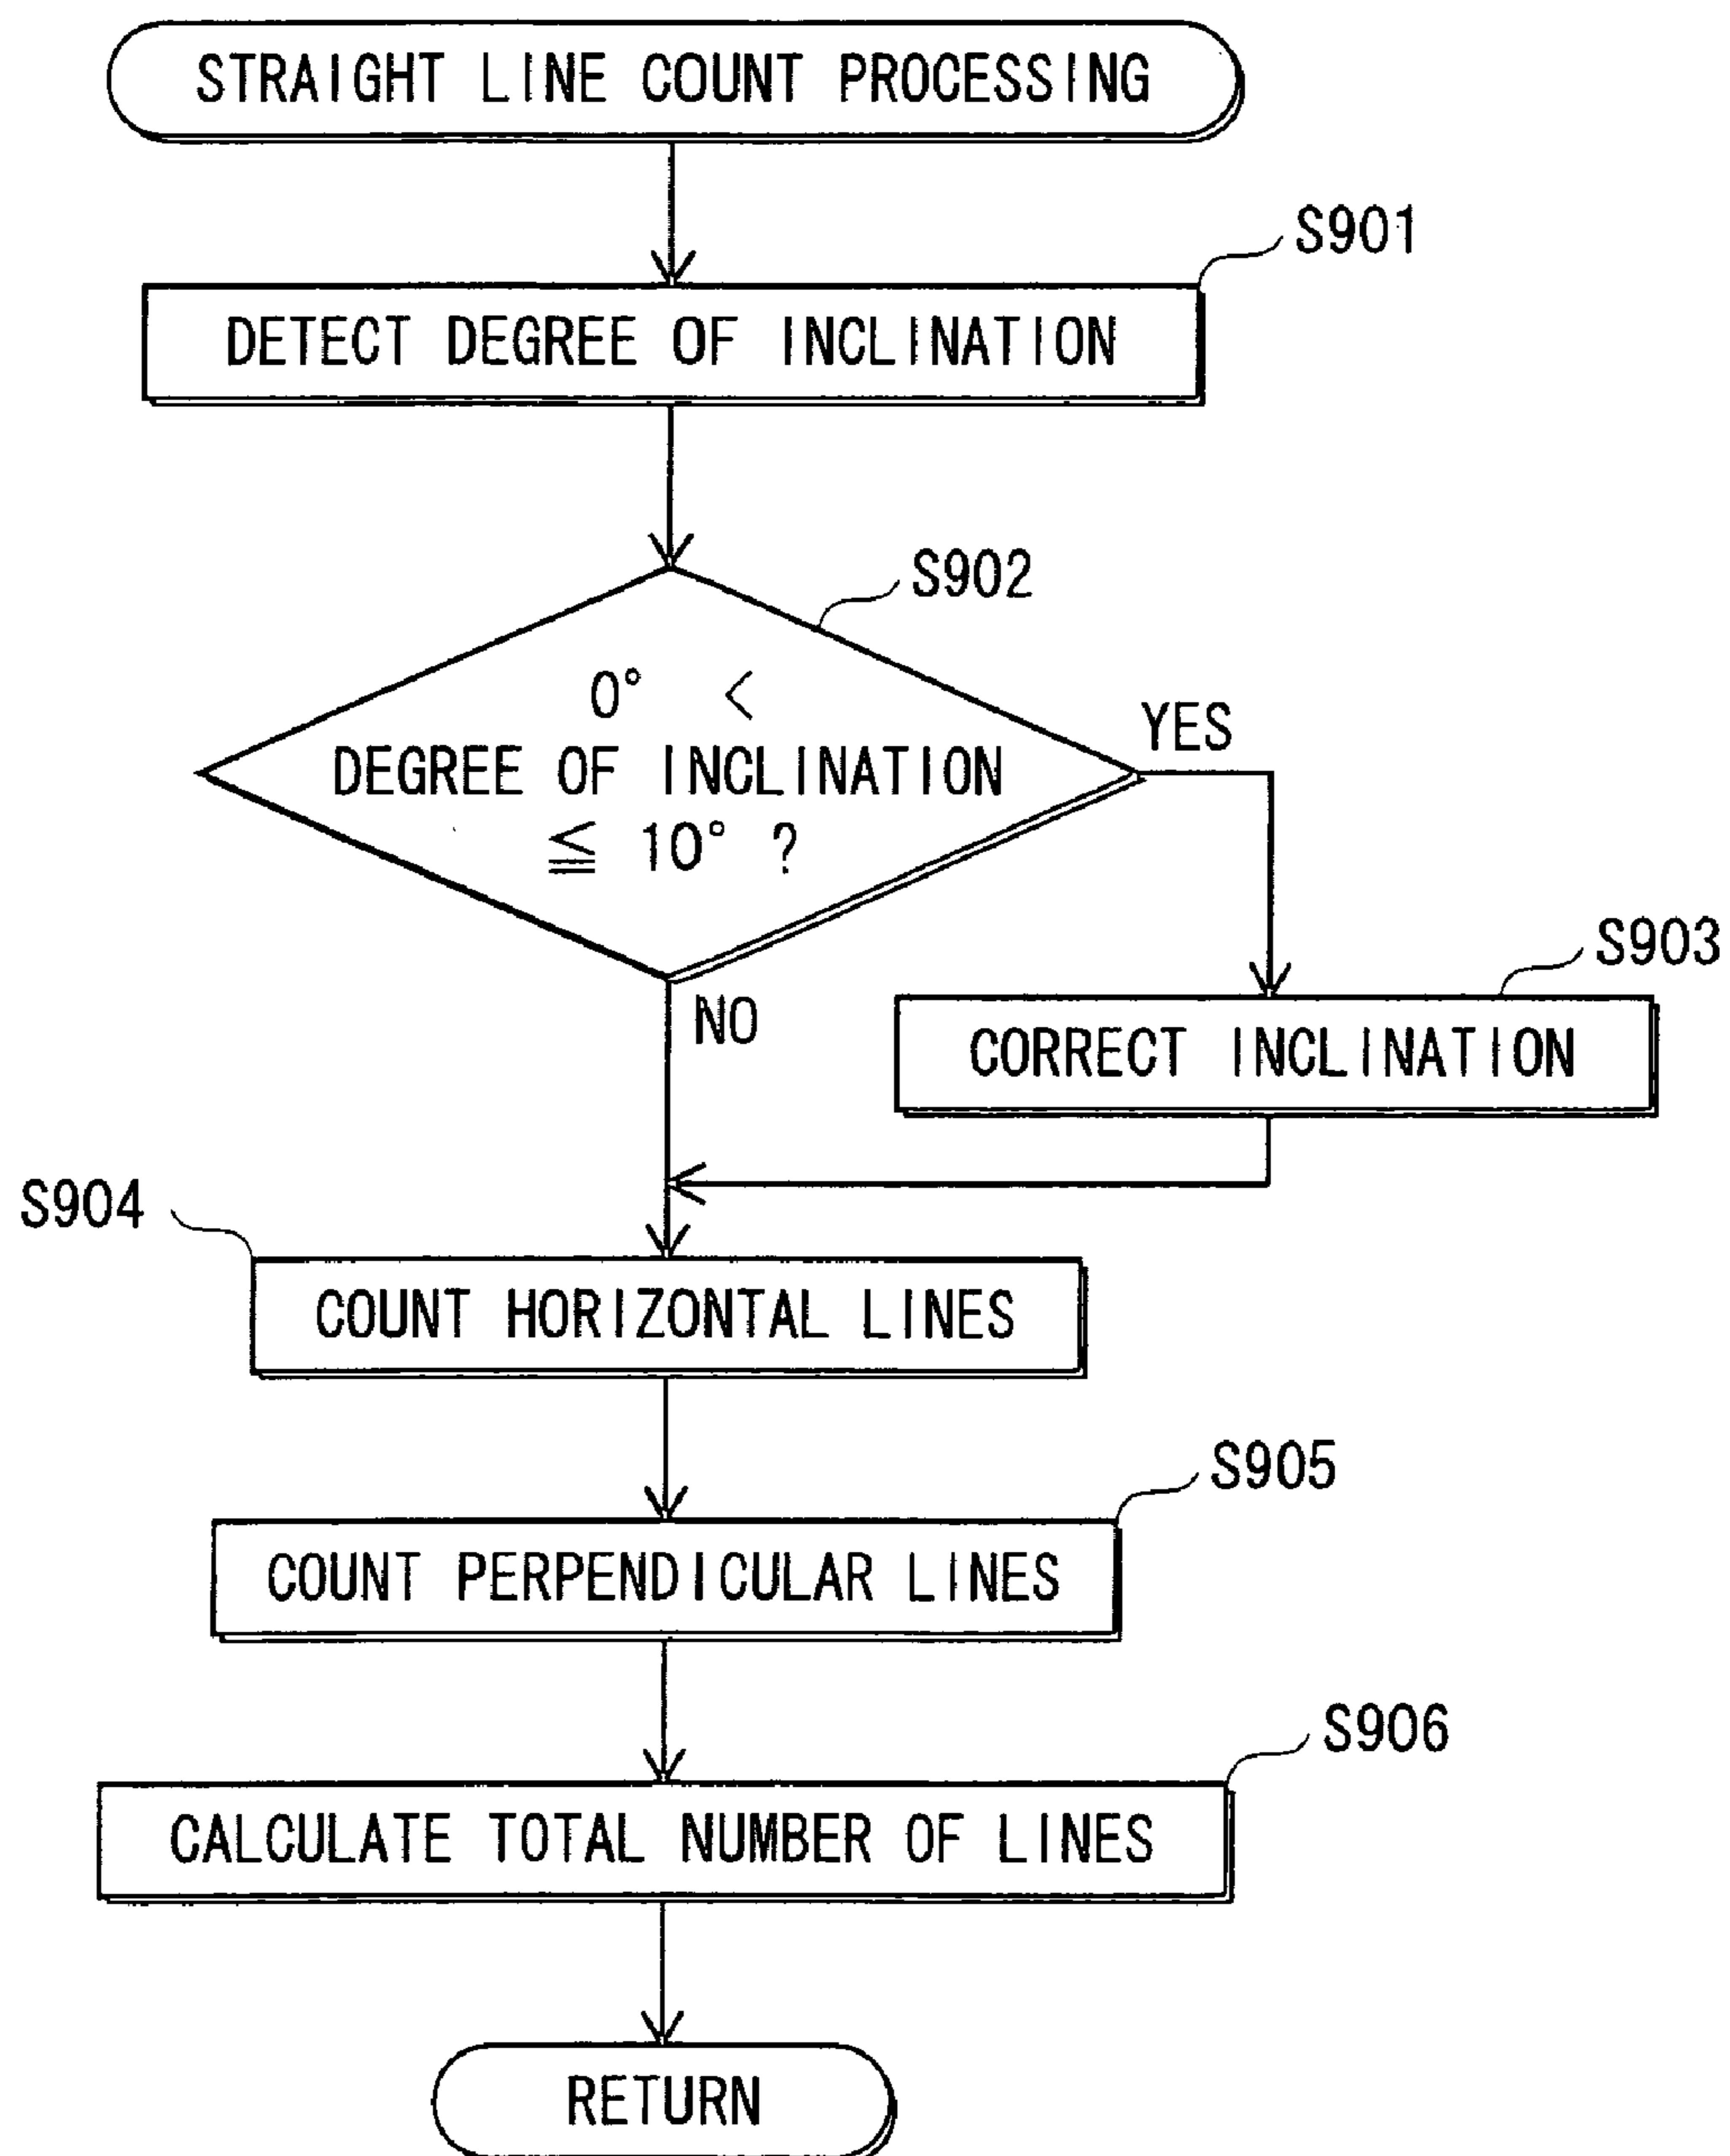 STRAIGHT LINE COUNT PROCESSING
S901
DETECT DEGREE OF INCLINATION
S902
0° <
DEGREE OF INCLINATION
≦ 10° ?
YES
NO
S903
CORRECT INCLINATION
S904
COUNT HORIZONTAL LINES
S905
COUNT PERPENDICULAR LINES
S906
CALCULATE TOTAL NUMBER OF LINES
RETURN